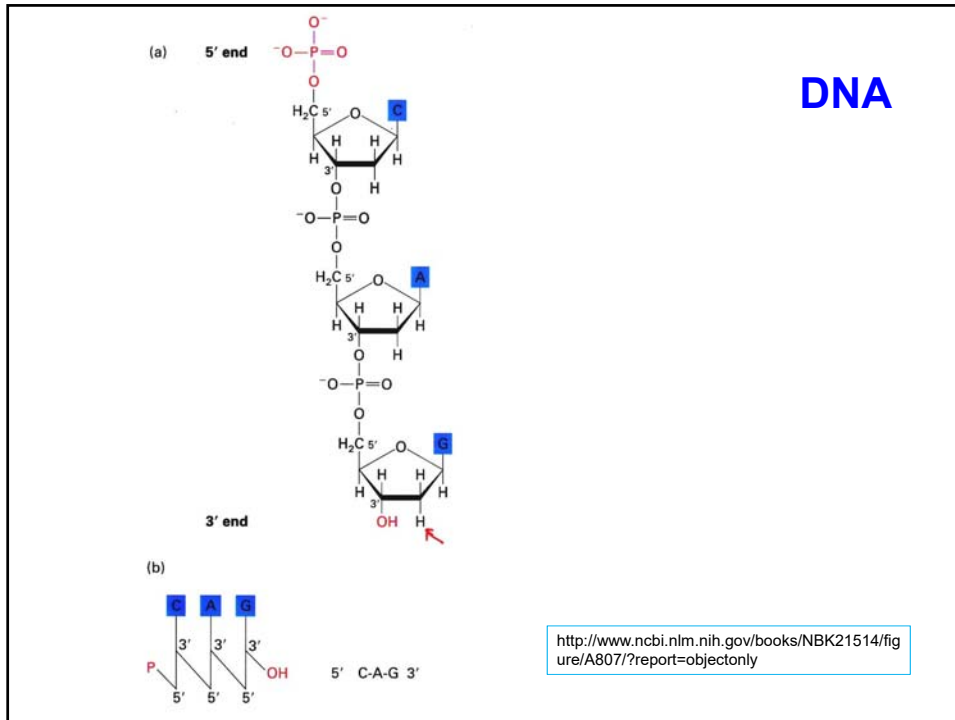 DNA
(a) 5′ end
O⁻
⁻O–P=O
O
H₂C 5′ O C
H H
H 3′ H
O H
⁻O–P=O
O
H₂C 5′ O A
H H
H 3′ H
O H
⁻O–P=O
O
H₂C 5′ O G
H H
H 3′ H
3′ end OH H
(b)
C A G
3′ 3′ 3′
P OH 5′ C-A-G 3′
5′ 5′ 5′
http://www.ncbi.nlm.nih.gov/books/NBK21514/fig
ure/A807/?report=objectonly